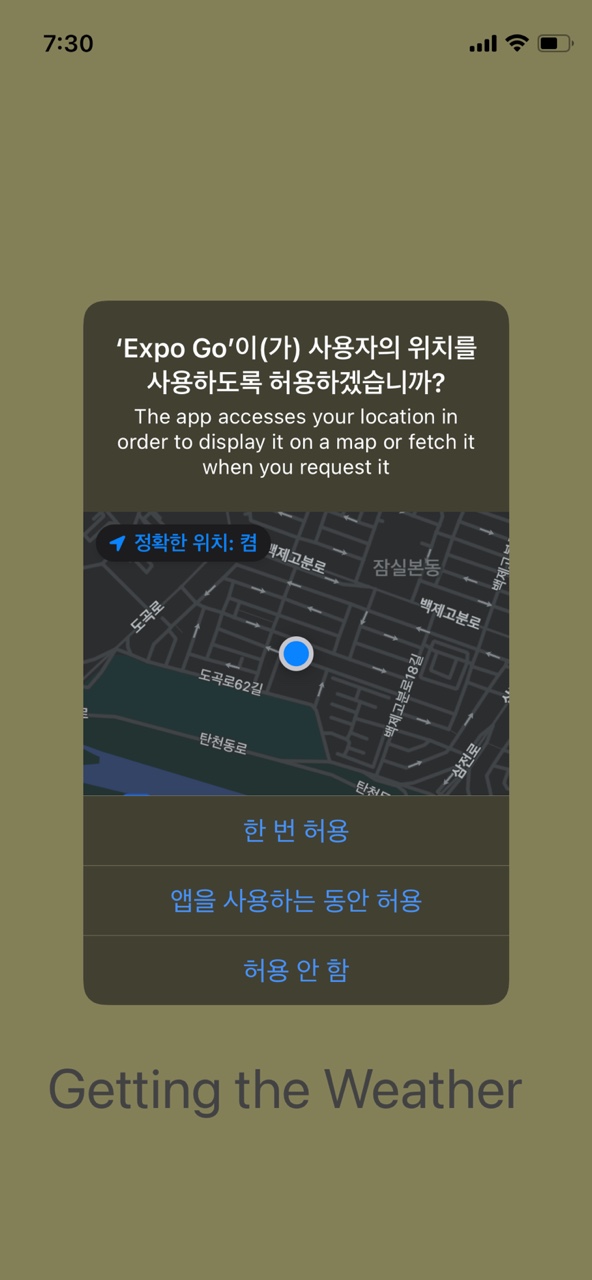 7:30
‘Expo Go’이(가) 사용자의 위치를
사용하도록 허용하겠습니까?
The app accesses your location in
order to display it on a map or fetch it
when you request it
정확한 위치: 켬
백제고분로
잠실본동
도곡로
백제고분로
도곡로62길
백제고분로18길
탄천동로
삼전로
한 번 허용
앱을 사용하는 동안 허용
허용 안 함
Getting the Weather